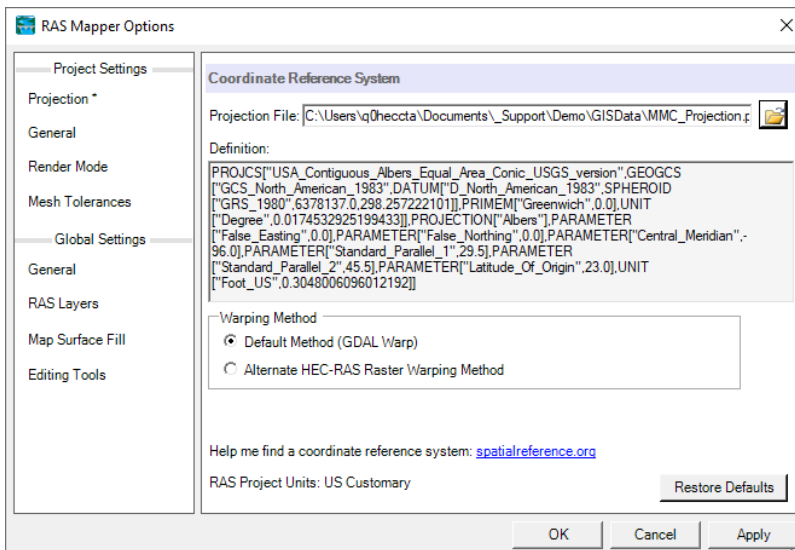 RAS Mapper Options
Project Settings
Projection *
General
Render Mode
Mesh Tolerances
Global Settings
General
RAS Layers
Map Surface Fill
Editing Tools
Coordinate Reference System
Projection File: C:\Users\q0heccta\Documents\_Support\Demo\GISData\MMC_Projection.p
Definition:
PROJCS["USA_Contiguous_Albers_Equal_Area_Conic_USGS_version",GEOGCS
["GCS_North_American_1983",DATUM["D_North_American_1983",SPHEROID
["GRS_1980",6378137.0,298.257222101]],PRIMEM["Greenwich",0.0],UNIT
["Degree",0.0174532925199433]],PROJECTION["Albers"],PARAMETER
["False_Easting",0.0],PARAMETER["False_Northing",0.0],PARAMETER["Central_Meridian",-
96.0],PARAMETER["Standard_Parallel_1",29.5],PARAMETER
["Standard_Parallel_2",45.5],PARAMETER["Latitude_Of_Origin",23.0],UNIT
["Foot_US",0.3048006096012192]]
Warping Method
Default Method (GDAL Warp)
Alternate HEC-RAS Raster Warping Method
Help me find a coordinate reference system: spatialreference.org
RAS Project Units: US Customary
Restore Defaults
OK
Cancel
Apply